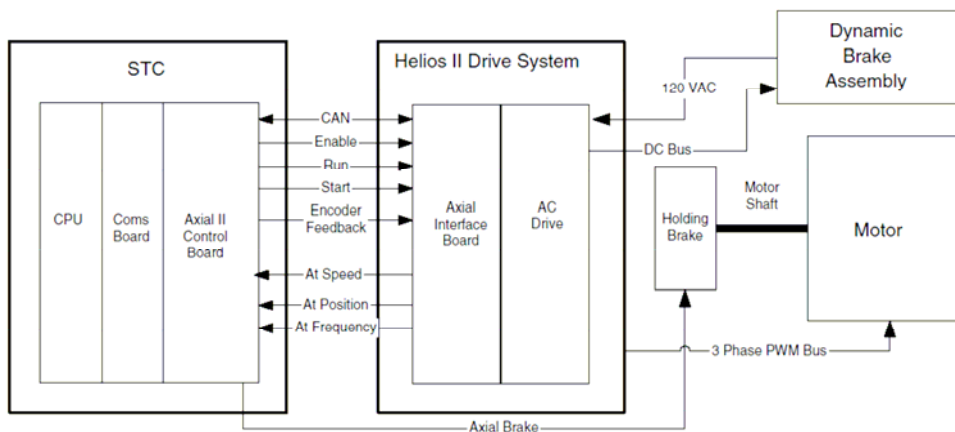 STC
CPU
Coms
Board
Axial II
Control
Board
CAN
Enable
Run
Start
Encoder
Feedback
At Speed
At Position
At Frequency
Helios II Drive System
Axial
Interface
Board
AC
Drive
120 VAC
DC Bus
Dynamic
Brake
Assembly
Holding
Brake
Motor
Shaft
Motor
3 Phase PWM Bus
Axial Brake